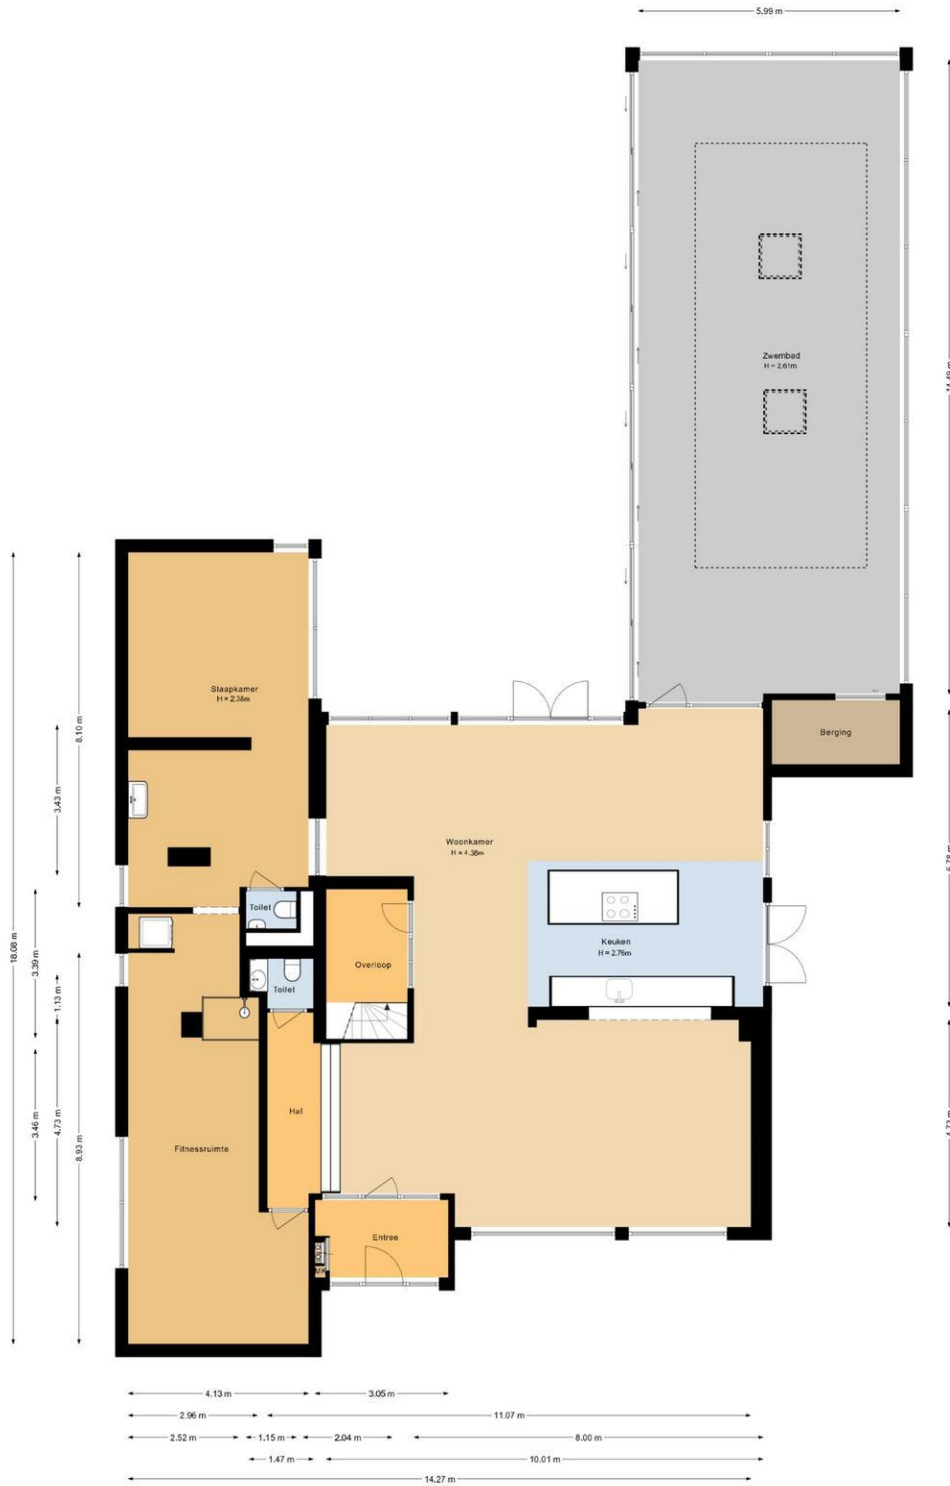 5.99 m
Zwembad
H = 2.61m
Slaapkamer
H = 2.38m
Berging
Woonkamer
H = 4.38m
Toilet
Keuken
H = 2.76m
Overloop
Toilet
Hal
Fitnessruimte
Entree
18.08 m
8.10 m
3.43 m
3.39 m
1.13 m
3.46 m
4.73 m
8.93 m
4.13 m
3.05 m
2.96 m
11.07 m
2.52 m
1.15 m
2.04 m
8.00 m
1.47 m
10.01 m
14.27 m